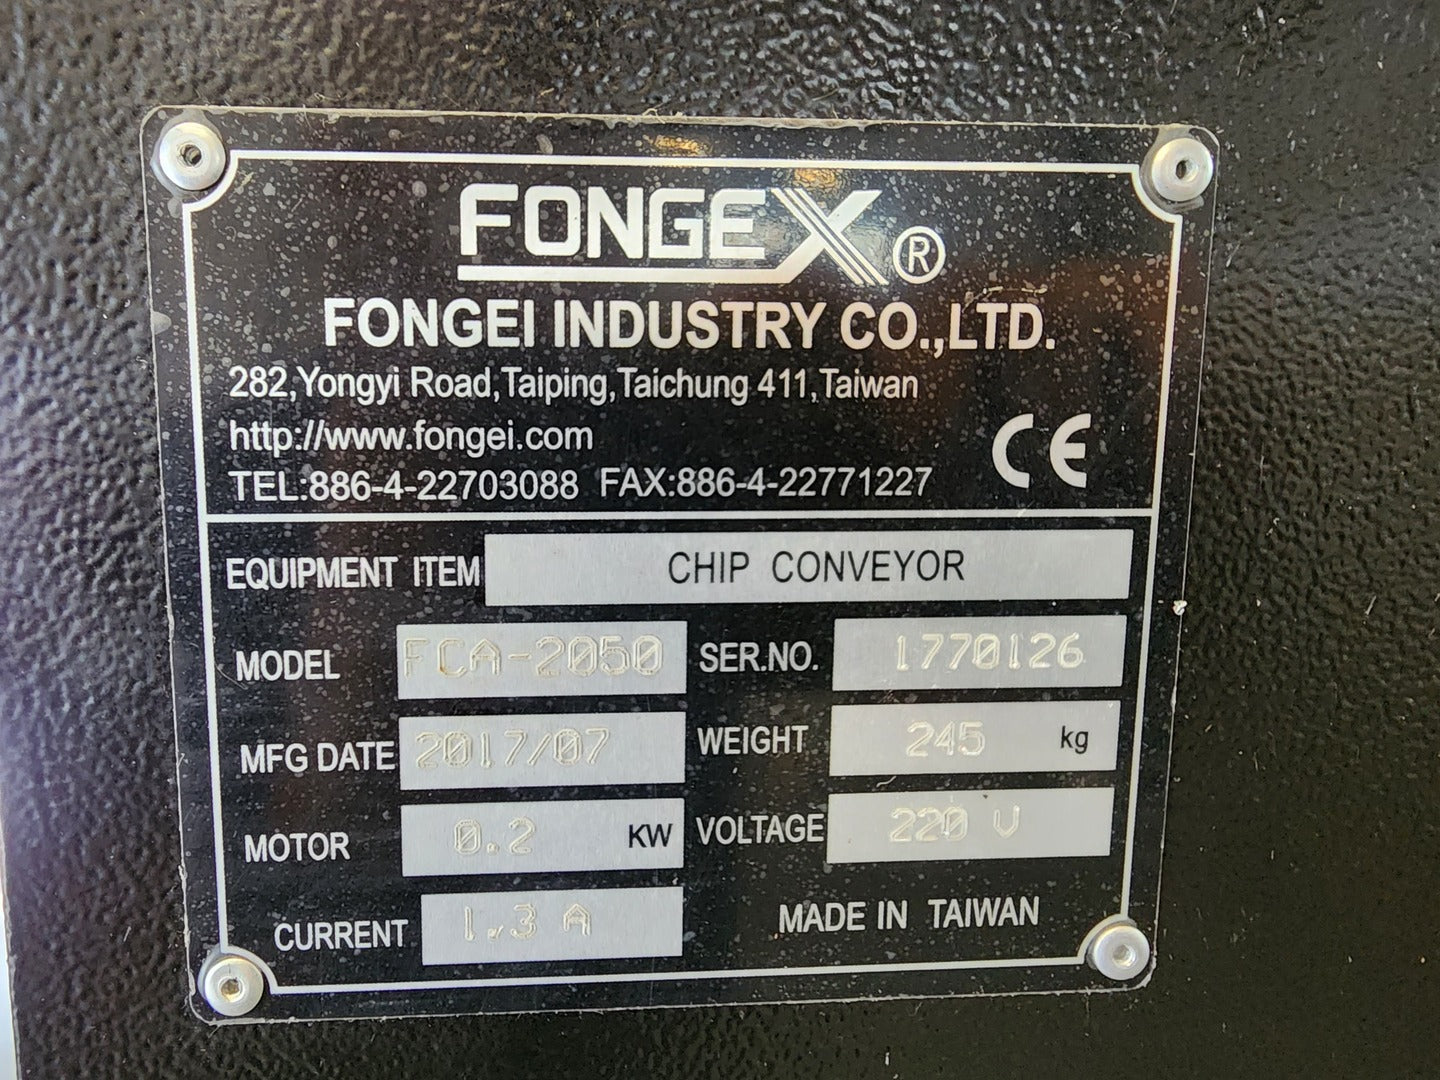 FONGEX®
FONGEI INDUSTRY CO.,LTD.
282,Yongyi Road,Taiping,Taichung 411,Taiwan
http://www.fongei.com
TEL:886-4-22703088 FAX:886-4-22771227
CE
EQUIPMENT ITEM CHIP CONVEYOR
MODEL FCA-2050 SER.NO. 1770126
MFG DATE 2017/07 WEIGHT 245 kg
MOTOR 0.2 KW VOLTAGE 220 V
CURRENT 1.3 A MADE IN TAIWAN